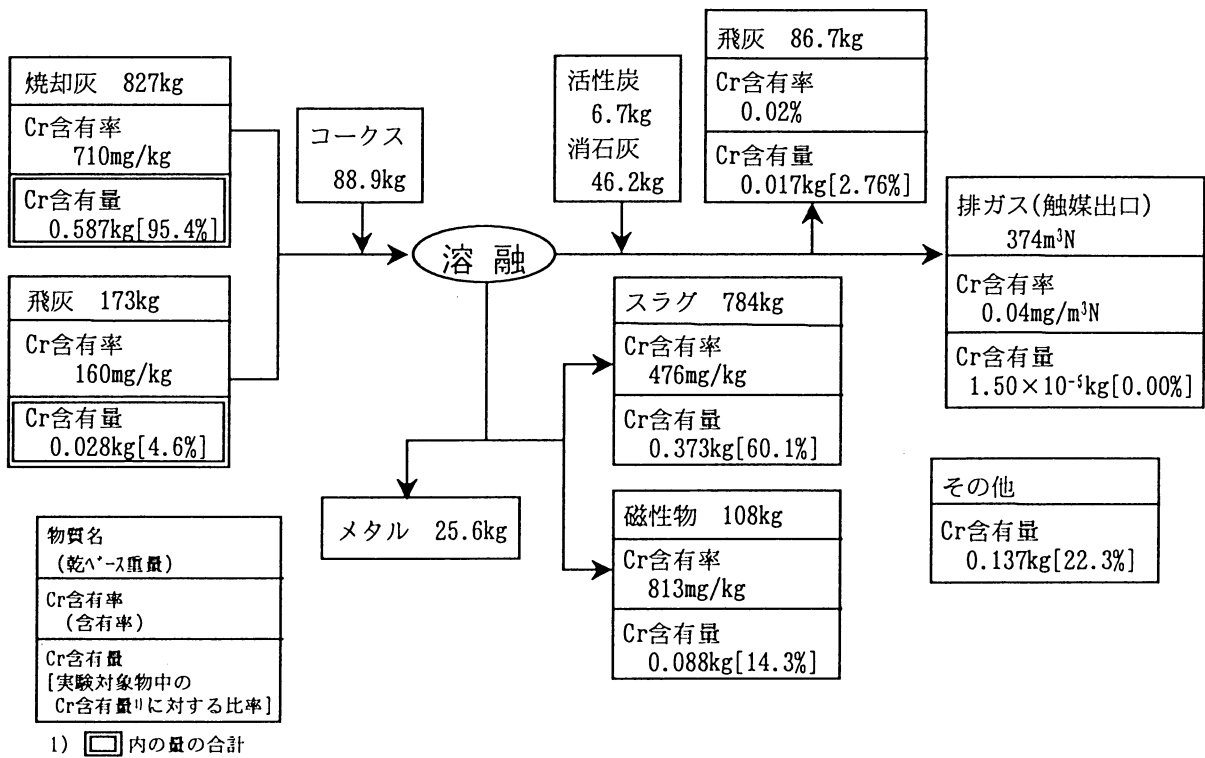 焼却灰 827kg
Cr含有率
710mg/kg
Cr含有量
0.587kg[95.4%]
飛灰 173kg
Cr含有率
160mg/kg
Cr含有量
0.028kg[4.6%]
コークス
88.9kg
溶融
活性炭
6.7kg
消石灰
46.2kg
飛灰 86.7kg
Cr含有率
0.02%
Cr含有量
0.017kg[2.76%]
排ガス(触媒出口)
374m³N
Cr含有率
0.04mg/m³N
Cr含有量
1.50×10⁻⁵kg[0.00%]
スラグ 784kg
Cr含有率
476mg/kg
Cr含有量
0.373kg[60.1%]
メタル 25.6kg
磁性物 108kg
Cr含有率
813mg/kg
Cr含有量
0.088kg[14.3%]
その他
Cr含有量
0.137kg[22.3%]
物質名
(乾ベース重量)
Cr含有率
(含有率)
Cr含有量
[実験対象物中の
Cr含有量¹⁾に対する比率]
1) 内の量の合計